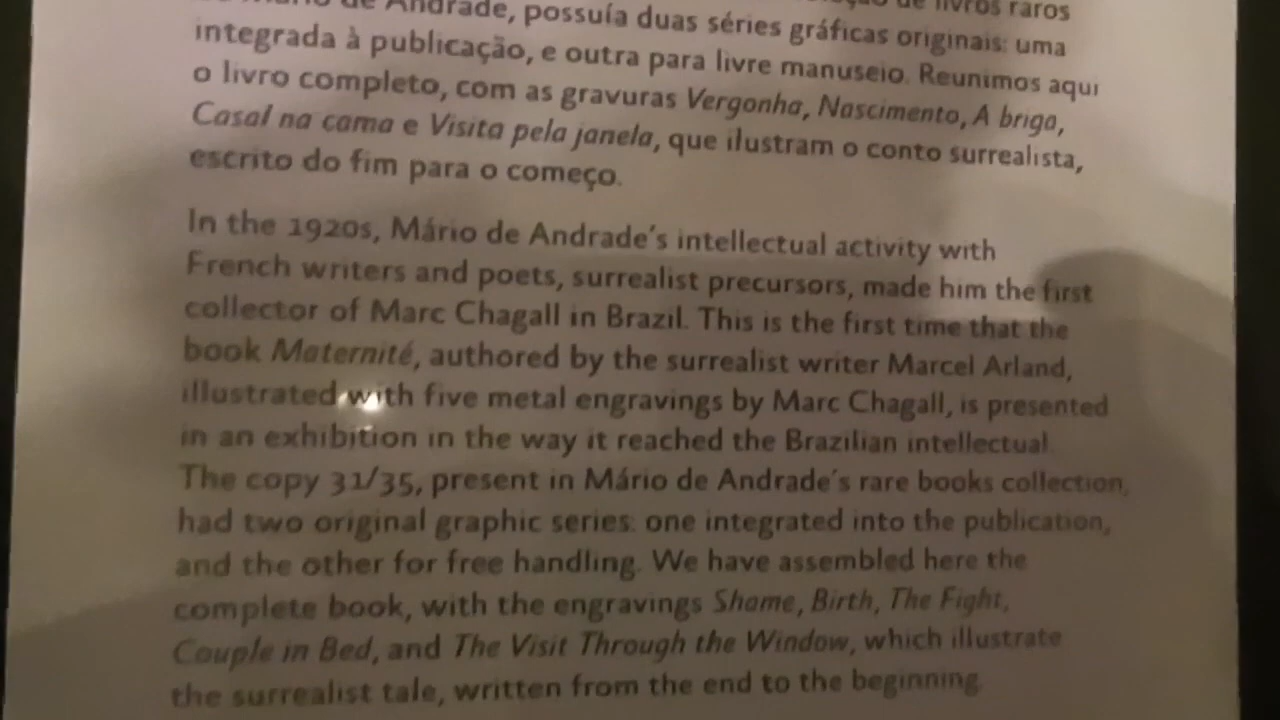 de Andrade, possuía duas séries gráficas originais: uma
integrada à publicação, e outra para livre manuseio. Reunimos aqui
o livro completo, com as gravuras Vergonha, Nascimento, A briga,
Casal na cama e Visita pela janela, que ilustram o conto surrealista,
escrito do fim para o começo.
In the 1920s, Mário de Andrade's intellectual activity with
French writers and poets, surrealist precursors, made him the first
collector of Marc Chagall in Brazil. This is the first time that the
book Maternité, authored by the surrealist writer Marcel Arland,
illustrated with five metal engravings by Marc Chagall, is presented
in an exhibition in the way it reached the Brazilian intellectual.
The copy 31/35, present in Mário de Andrade's rare books collection,
had two original graphic series: one integrated into the publication,
and the other for free handling. We have assembled here the
complete book, with the engravings Shame, Birth, The Fight,
Couple in Bed, and The Visit Through the Window, which illustrate
the surrealist tale, written from the end to the beginning.